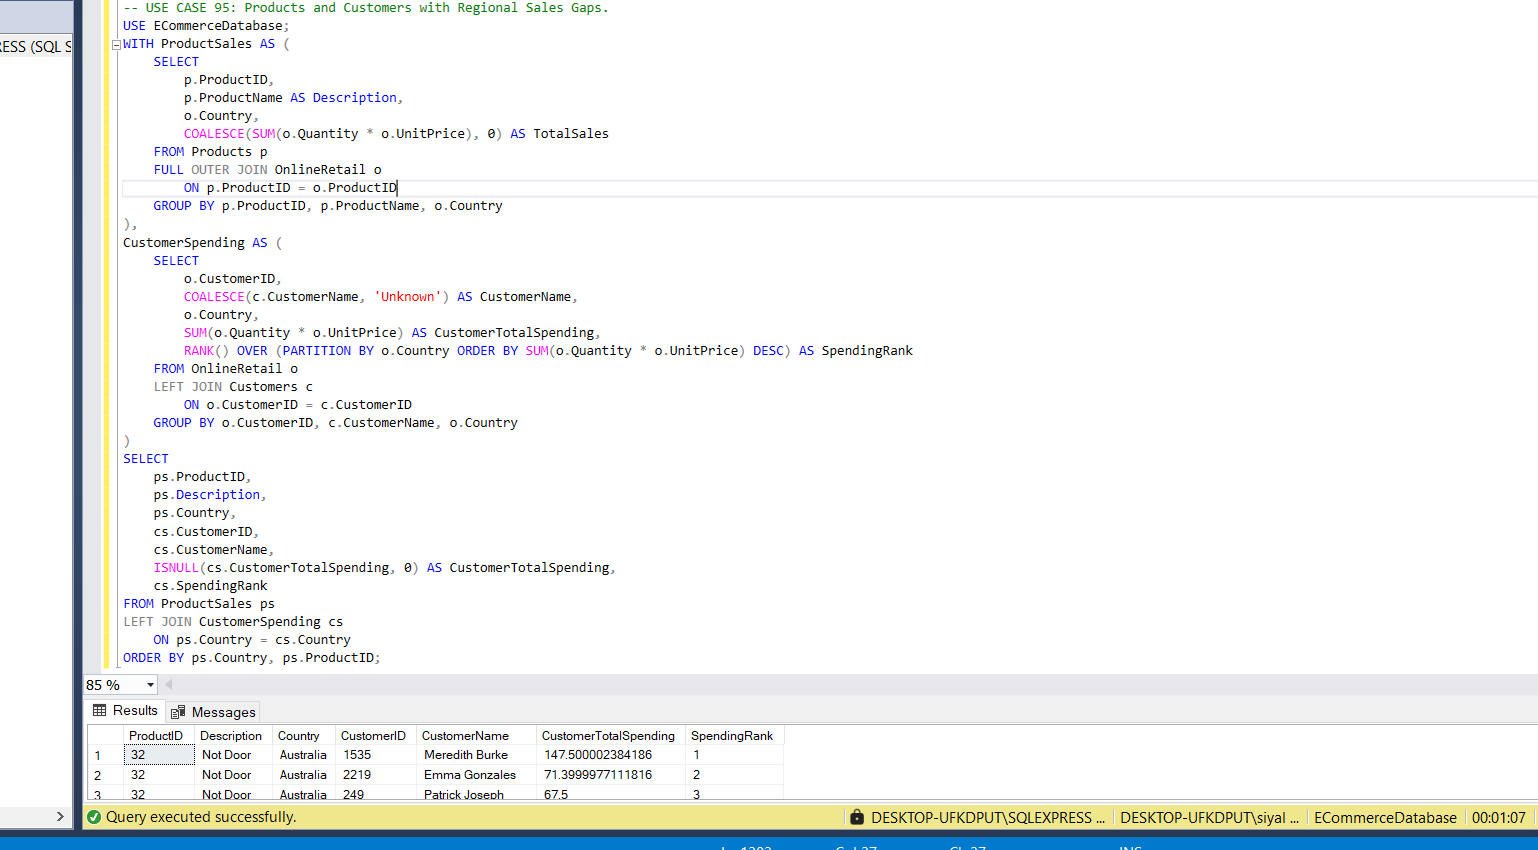 -- USE CASE 95: Products and Customers with Regional Sales Gaps.
USE ECommerceDatabase;
WITH ProductSales AS (
    SELECT
        p.ProductID,
        p.ProductName AS Description,
        o.Country,
        COALESCE(SUM(o.Quantity * o.UnitPrice), 0) AS TotalSales
    FROM Products p
    FULL OUTER JOIN OnlineRetail o
        ON p.ProductID = o.ProductID
    GROUP BY p.ProductID, p.ProductName, o.Country
),
CustomerSpending AS (
    SELECT
        o.CustomerID,
        COALESCE(c.CustomerName, 'Unknown') AS CustomerName,
        o.Country,
        SUM(o.Quantity * o.UnitPrice) AS CustomerTotalSpending,
        RANK() OVER (PARTITION BY o.Country ORDER BY SUM(o.Quantity * o.UnitPrice) DESC) AS SpendingRank
    FROM OnlineRetail o
    LEFT JOIN Customers c
        ON o.CustomerID = c.CustomerID
    GROUP BY o.CustomerID, c.CustomerName, o.Country
)
SELECT
    ps.ProductID,
    ps.Description,
    ps.Country,
    cs.CustomerID,
    cs.CustomerName,
    ISNULL(cs.CustomerTotalSpending, 0) AS CustomerTotalSpending,
    cs.SpendingRank
FROM ProductSales ps
LEFT JOIN CustomerSpending cs
    ON ps.Country = cs.Country
ORDER BY ps.Country, ps.ProductID;
RESS (SQL S
85 %
Results Messages
ProductID Description Country CustomerID CustomerName CustomerTotalSpending SpendingRank
1 32 Not Door Australia 1535 Meredith Burke 147.500002384186 1
2 32 Not Door Australia 2219 Emma Gonzales 71.3999977111816 2
3 32 Not Door Australia 249 Patrick Joseph 67.5 3
Query executed successfully. DESKTOP-UFKDPUT\SQLEXPRESS ... DESKTOP-UFKDPUT\siyal ... ECommerceDatabase 00:01:07